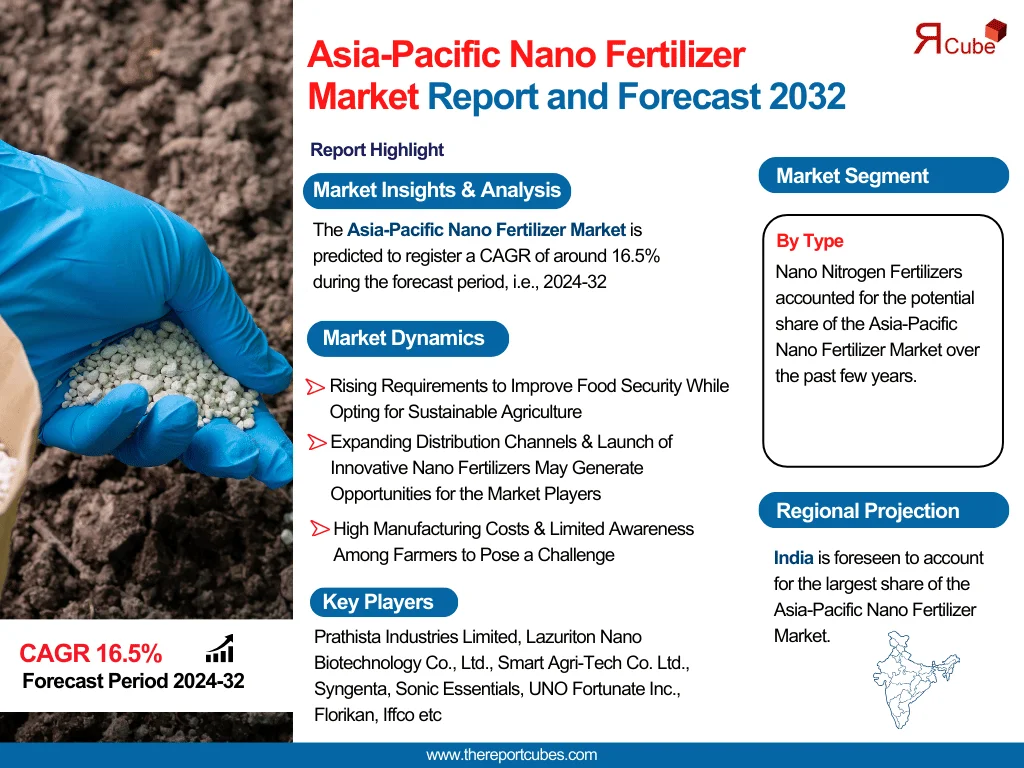 ЯCube
Asia-Pacific Nano Fertilizer
Market Report and Forecast 2032
Report Highlight
Market Insights & Analysis
The Asia-Pacific Nano Fertilizer Market is
predicted to register a CAGR of around 16.5%
during the forecast period, i.e., 2024-32
Market Dynamics
Rising Requirements to Improve Food Security While
Opting for Sustainable Agriculture
Expanding Distribution Channels & Launch of
Innovative Nano Fertilizers May Generate
Opportunities for the Market Players
High Manufacturing Costs & Limited Awareness
Among Farmers to Pose a Challenge
Key Players
Prathista Industries Limited, Lazuriton Nano
Biotechnology Co., Ltd., Smart Agri-Tech Co. Ltd.,
Syngenta, Sonic Essentials, UNO Fortunate Inc.,
Florikan, Iffco etc
Market Segment
By Type
Nano Nitrogen Fertilizers
accounted for the potential
share of the Asia-Pacific
Nano Fertilizer Market over
the past few years.
Regional Projection
India is foreseen to account
for the largest share of the
Asia-Pacific Nano Fertilizer
Market.
CAGR 16.5%
Forecast Period 2024-32
www.thereportcubes.com